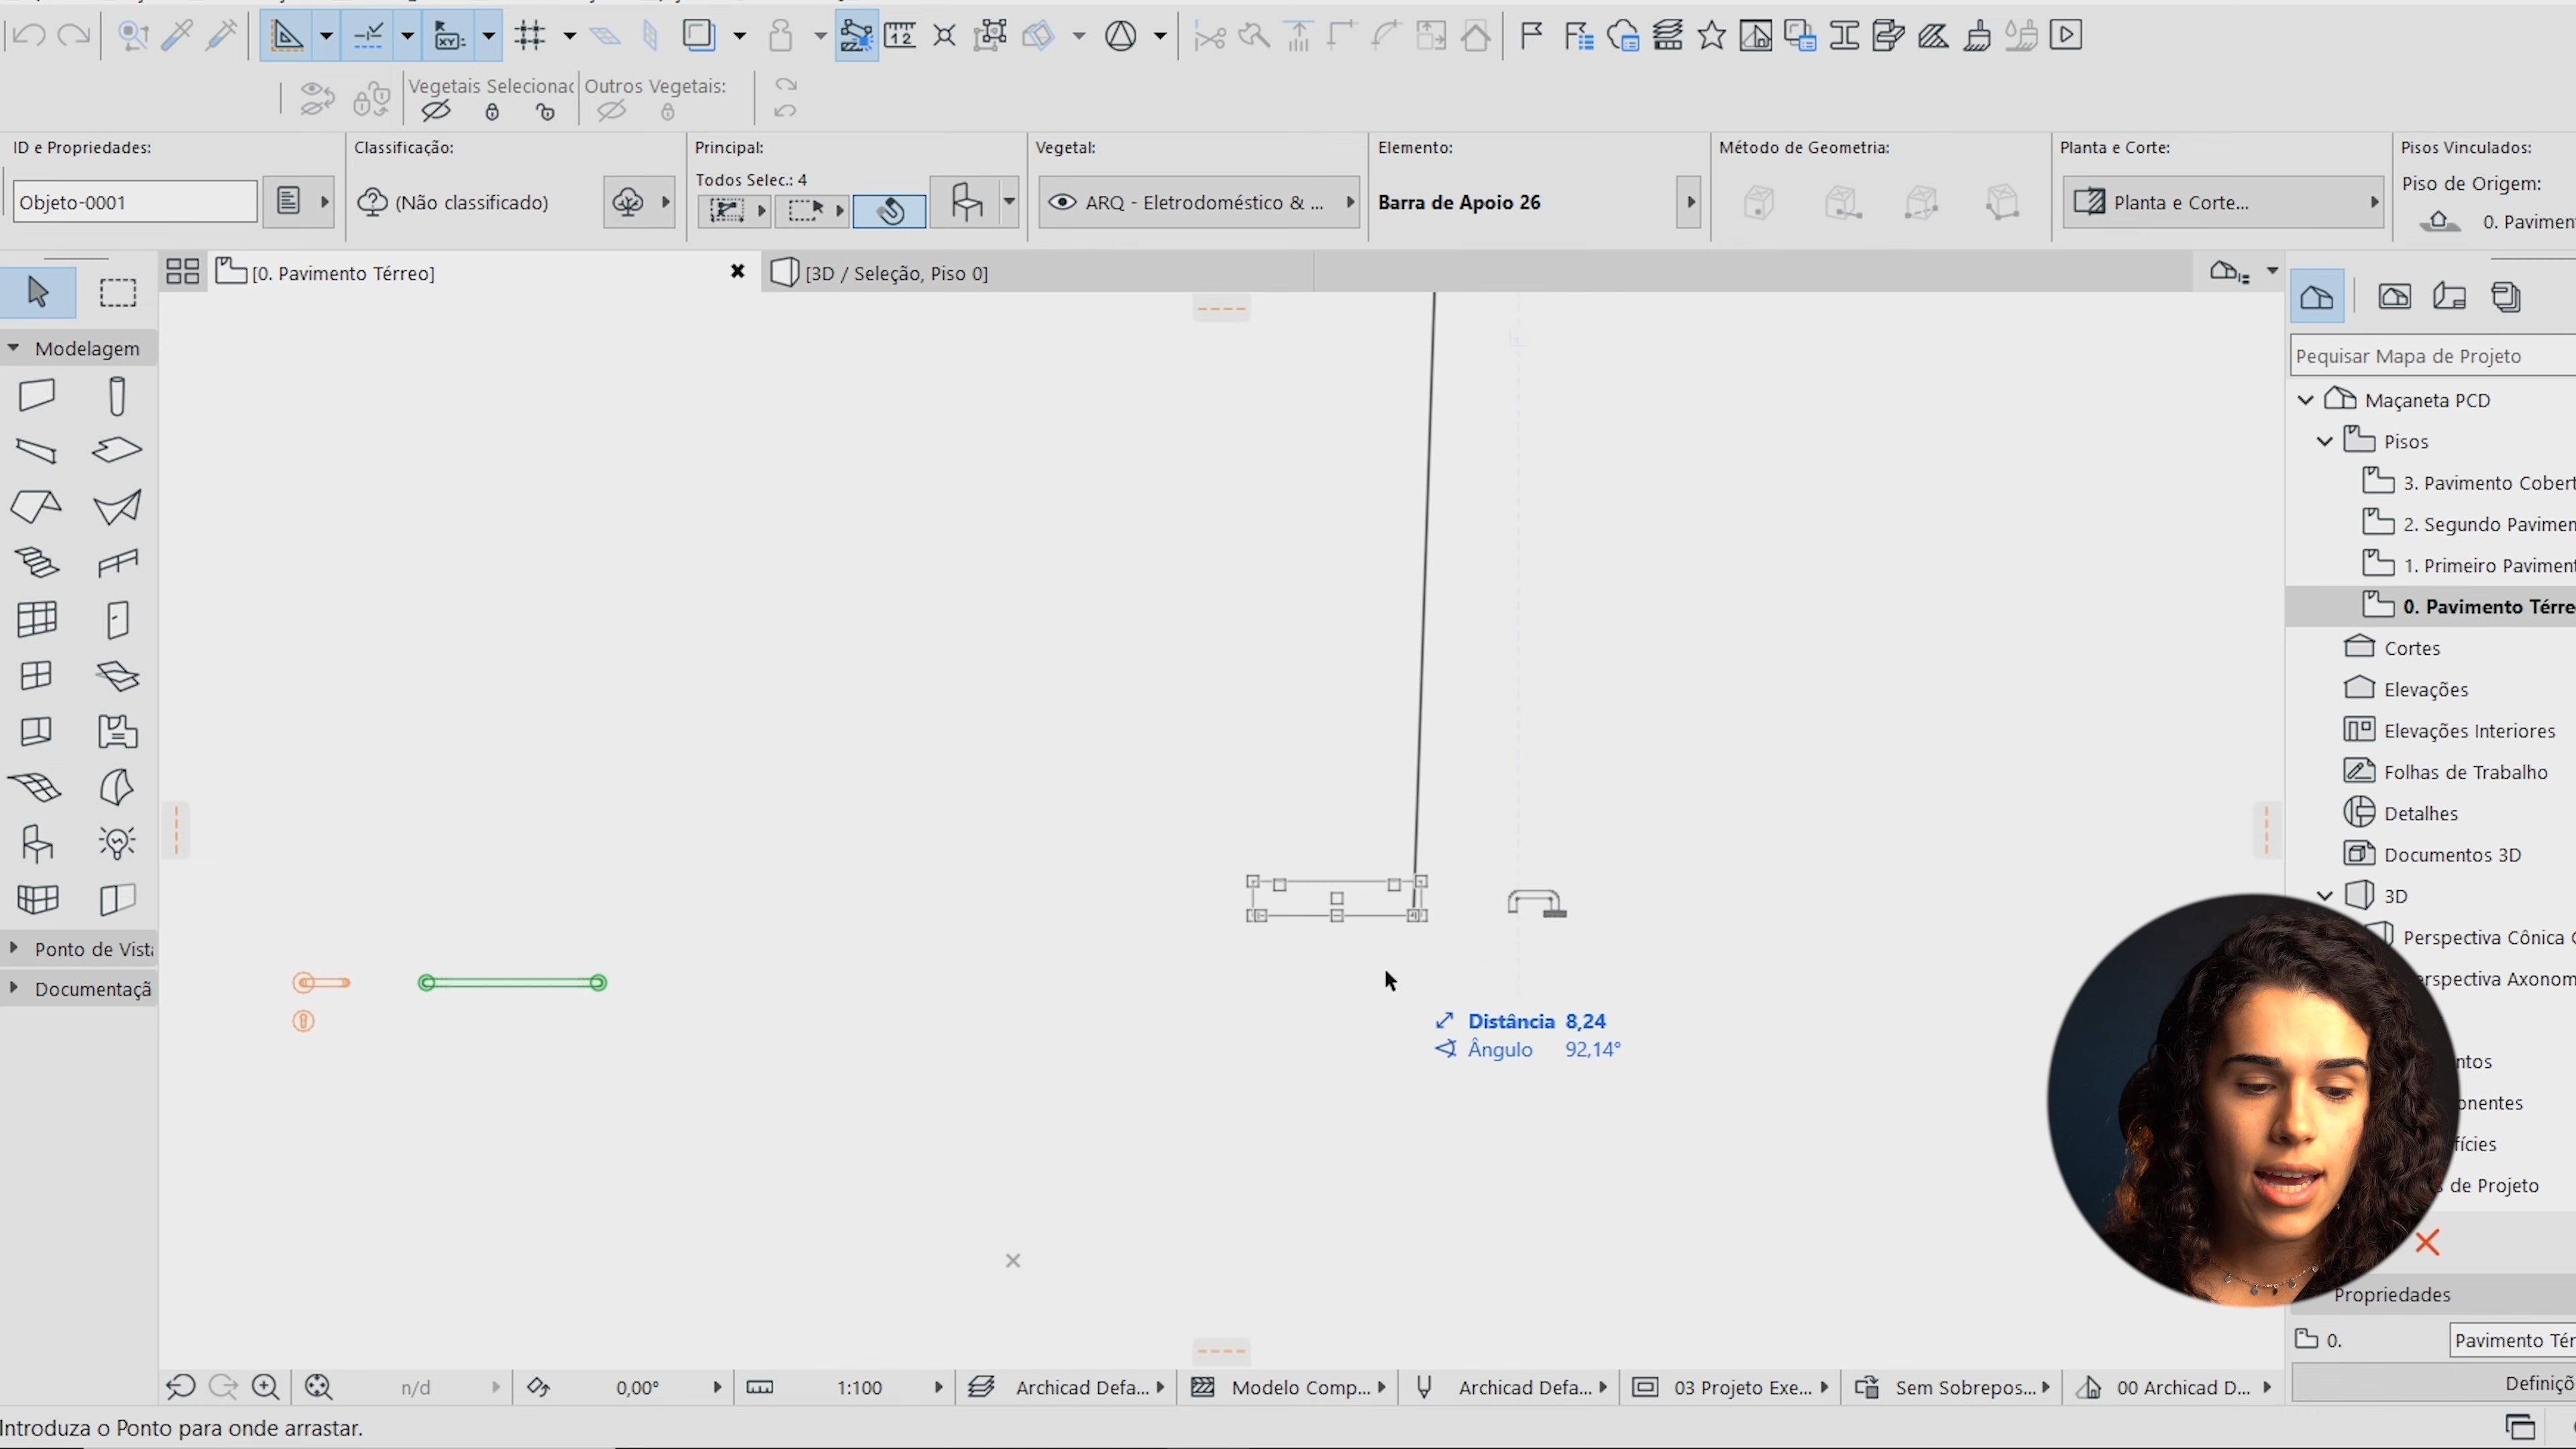 Vegetais Selecionac
Outros Vegetais:
ID e Propriedades:
Classificação:
Principal:
Vegetal:
Elemento:
Método de Geometria:
Planta e Corte:
Pisos Vinculados:
Todos Selec.: 4
Piso de Origem:
Objeto-0001
(Não classificado)
ARQ - Eletrodoméstico & ...
Barra de Apoio 26
Planta e Corte...
0. Pavimen
[0. Pavimento Térreo]
[3D / Seleção, Piso 0]
Modelagem
Pequisar Mapa de Projeto
Maçaneta PCD
Pisos
3. Pavimento Cobert
2. Segundo Pavimen
1. Primeiro Paviment
0. Pavimento Térre
Cortes
Elevações
Elevações Interiores
Folhas de Trabalho
Detalhes
Documentos 3D
3D
Perspectiva Cônica
erspectiva Axonom
ntos
onentes
fícies
de Projeto
Ponto de Vist
Documentaçã
Distância 8,24
Ângulo 92,14°
Propriedades
0.
Pavimento Tér
Definiçõ
n/d
0,00°
1:100
Archicad Defa...
Modelo Comp...
Archicad Defa...
03 Projeto Exe...
Sem Sobrepos...
00 Archicad D...
Introduza o Ponto para onde arrastar.